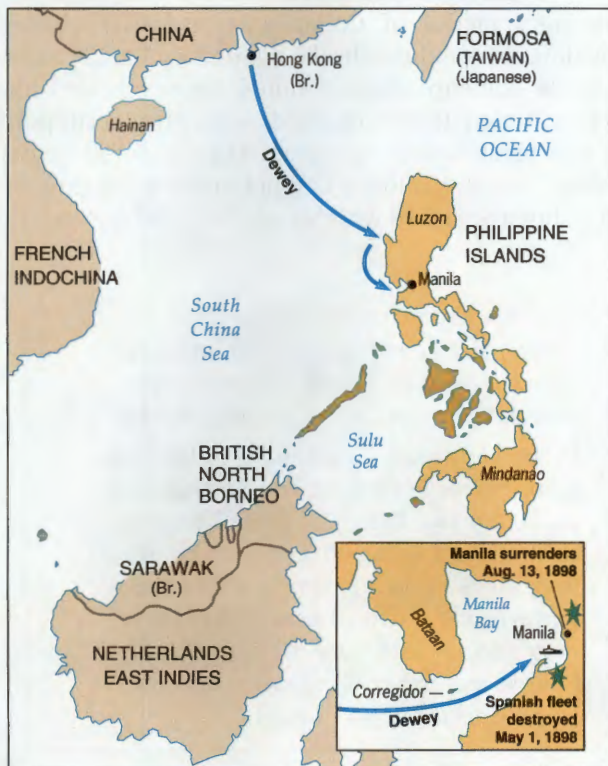 CHINA
Hong Kong
(Br.)
FORMOSA
(TAIWAN)
(Japanese)
Hainan
PACIFIC
OCEAN
Dewey
Luzon
FRENCH
INDOCHINA
PHILIPPINE
ISLANDS
Manila
South
China
Sea
Sulu
Sea
BRITISH
NORTH
BORNEO
Mindanao
SARAWAK
(Br.)
NETHERLANDS
EAST INDIES
Manila surrenders
Aug. 13, 1898
Manila
Bay
Bataan
Manila
Corregidor
Dewey
Spanish fleet
destroyed
May 1, 1898